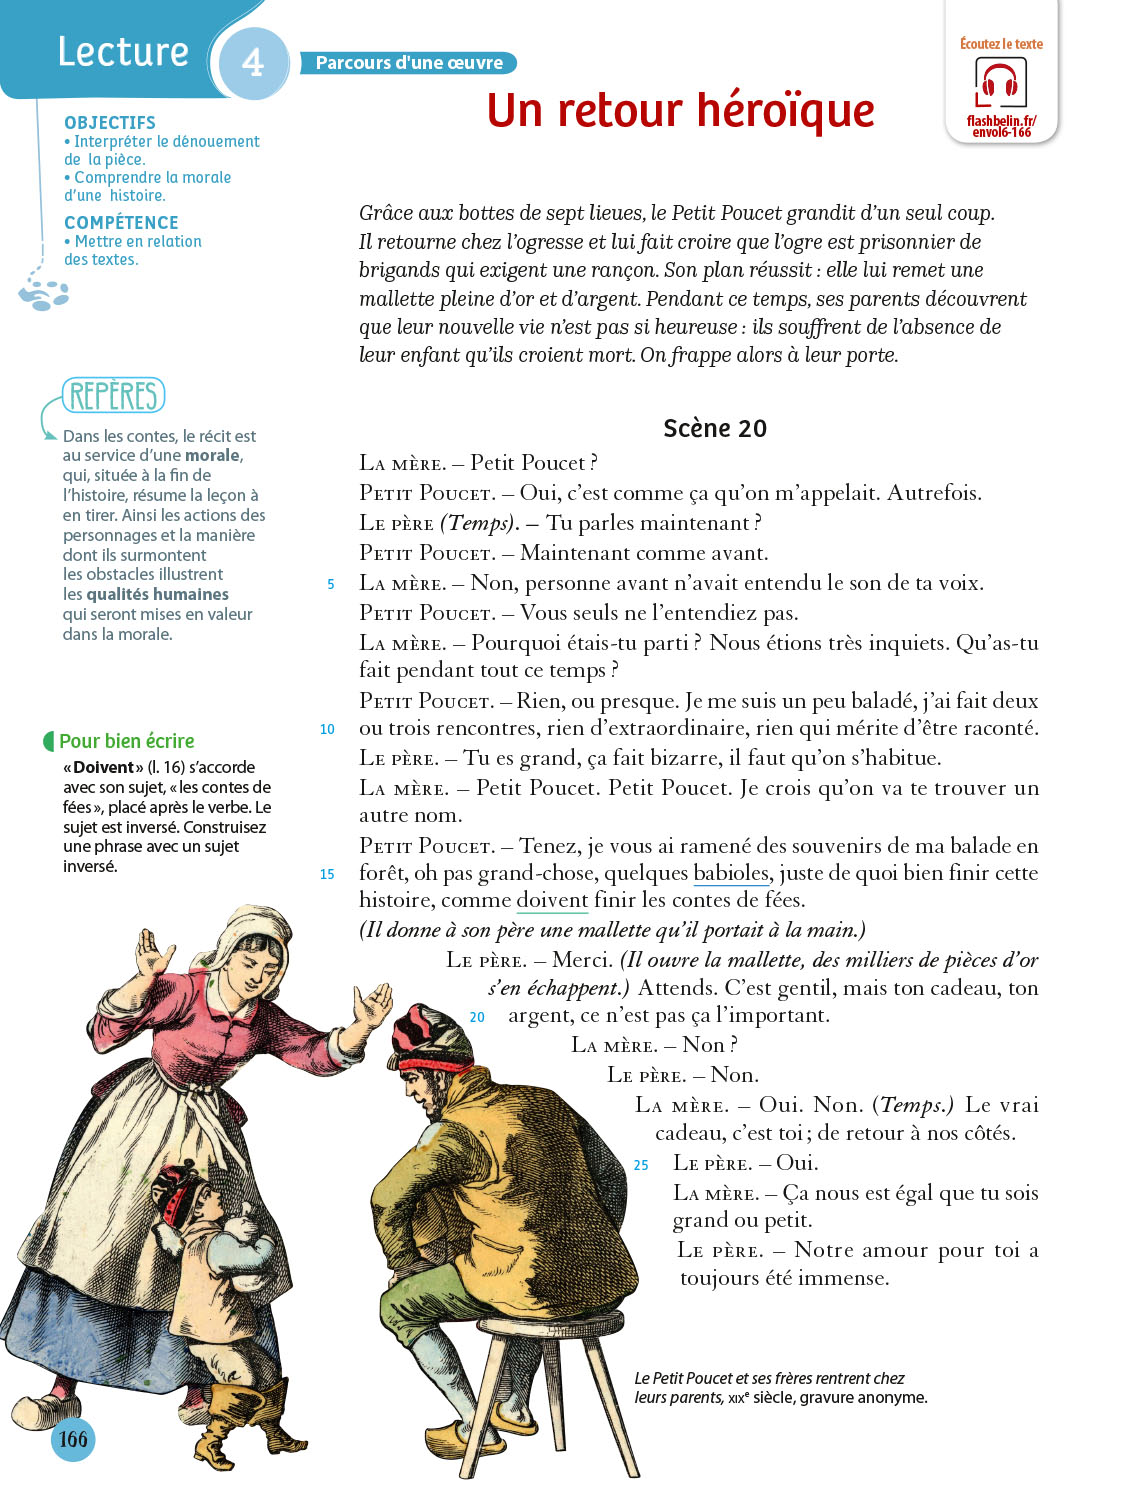 Lecture
4
Parcours d'une œuvre
Écoutez le texte
flashbelin.fr/
envol6-166
Un retour héroïque
OBJECTIFS
• Interpréter le dénouement
de la pièce.
• Comprendre la morale
d’une histoire.
COMPÉTENCE
• Mettre en relation
des textes.
Grâce aux bottes de sept lieues, le Petit Poucet grandit d’un seul coup.
Il retourne chez l’ogresse et lui fait croire que l’ogre est prisonnier de
brigands qui exigent une rançon. Son plan réussit : elle lui remet une
mallette pleine d’or et d’argent. Pendant ce temps, ses parents découvrent
que leur nouvelle vie n’est pas si heureuse : ils souffrent de l’absence de
leur enfant qu’ils croient mort. On frappe alors à leur porte.
REPÈRES
Dans les contes, le récit est
au service d’une morale,
qui, située à la fin de
l’histoire, résume la leçon à
en tirer. Ainsi les actions des
personnages et la manière
dont ils surmontent
les obstacles illustrent
les qualités humaines
qui seront mises en valeur
dans la morale.
Pour bien écrire
« Doivent » (l. 16) s’accorde
avec son sujet, « les contes de
fées », placé après le verbe. Le
sujet est inversé. Construisez
une phrase avec un sujet
inversé.
Scène 20
La mère. – Petit Poucet ?
Petit Poucet. – Oui, c’est comme ça qu’on m’appelait. Autrefois.
Le père (Temps). – Tu parles maintenant ?
Petit Poucet. – Maintenant comme avant.
5 La mère. – Non, personne avant n’avait entendu le son de ta voix.
Petit Poucet. – Vous seuls ne l’entendiez pas.
La mère. – Pourquoi étais-tu parti ? Nous étions très inquiets. Qu’as-tu
fait pendant tout ce temps ?
Petit Poucet. – Rien, ou presque. Je me suis un peu baladé, j’ai fait deux
10 ou trois rencontres, rien d’extraordinaire, rien qui mérite d’être raconté.
Le père. – Tu es grand, ça fait bizarre, il faut qu’on s’habitue.
La mère. – Petit Poucet. Petit Poucet. Je crois qu’on va te trouver un
autre nom.
Petit Poucet. – Tenez, je vous ai ramené des souvenirs de ma balade en
15 forêt, oh pas grand-chose, quelques babioles, juste de quoi bien finir cette
histoire, comme doivent finir les contes de fées.
(Il donne à son père une mallette qu’il portait à la main.)
Le père. – Merci. (Il ouvre la mallette, des milliers de pièces d’or
s’en échappent.) Attends. C’est gentil, mais ton cadeau, ton
20 argent, ce n’est pas ça l’important.
La mère. – Non ?
Le père. – Non.
La mère. – Oui. Non. (Temps.) Le vrai
cadeau, c’est toi ; de retour à nos côtés.
25 Le père. – Oui.
La mère. – Ça nous est égal que tu sois
grand ou petit.
Le père. – Notre amour pour toi a
toujours été immense.
Le Petit Poucet et ses frères rentrent chez
leurs parents, XIXe siècle, gravure anonyme.
166